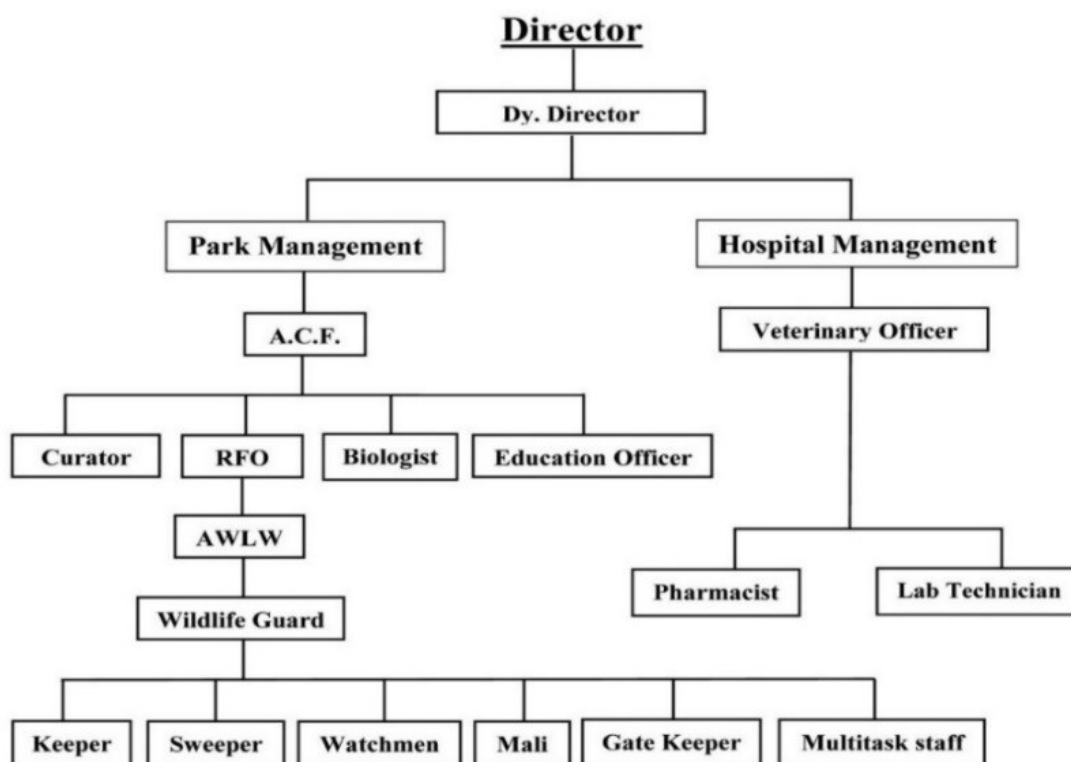 Director
Dy. Director
Park Management
Hospital Management
A.C.F.
Veterinary Officer
Curator
RFO
Biologist
Education Officer
AWLW
Pharmacist
Lab Technician
Wildlife Guard
Keeper
Sweeper
Watchmen
Mali
Gate Keeper
Multitask staff